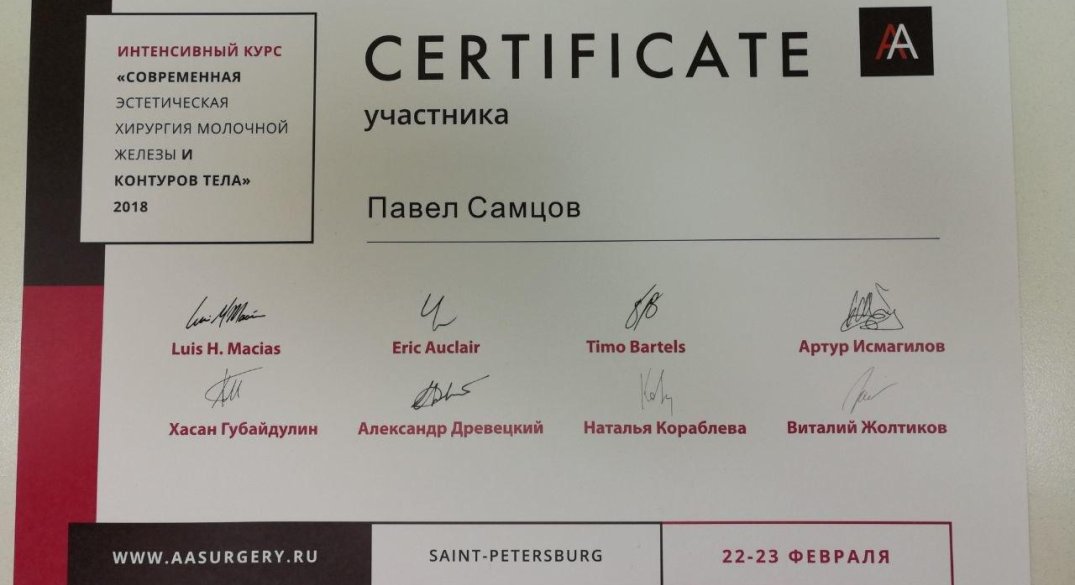 ИНТЕНСИВНЫЙ КУРС
«СОВРЕМЕННАЯ
ЭСТЕТИЧЕСКАЯ
ХИРУРГИЯ МОЛОЧНОЙ
ЖЕЛЕЗЫ И
КОНТУРОВ ТЕЛА»
2018
CERTIFICATE
AA
участника
Павел Самцов
Luis H. Macias
Eric Auclair
Timo Bartels
Артур Исмагилов
Хасан Губайдулин
Александр Древецкий
Наталья Кораблева
Виталий Жолтиков
WWW.AASURGERY.RU
SAINT-PETERSBURG
22-23 ФЕВРАЛЯ